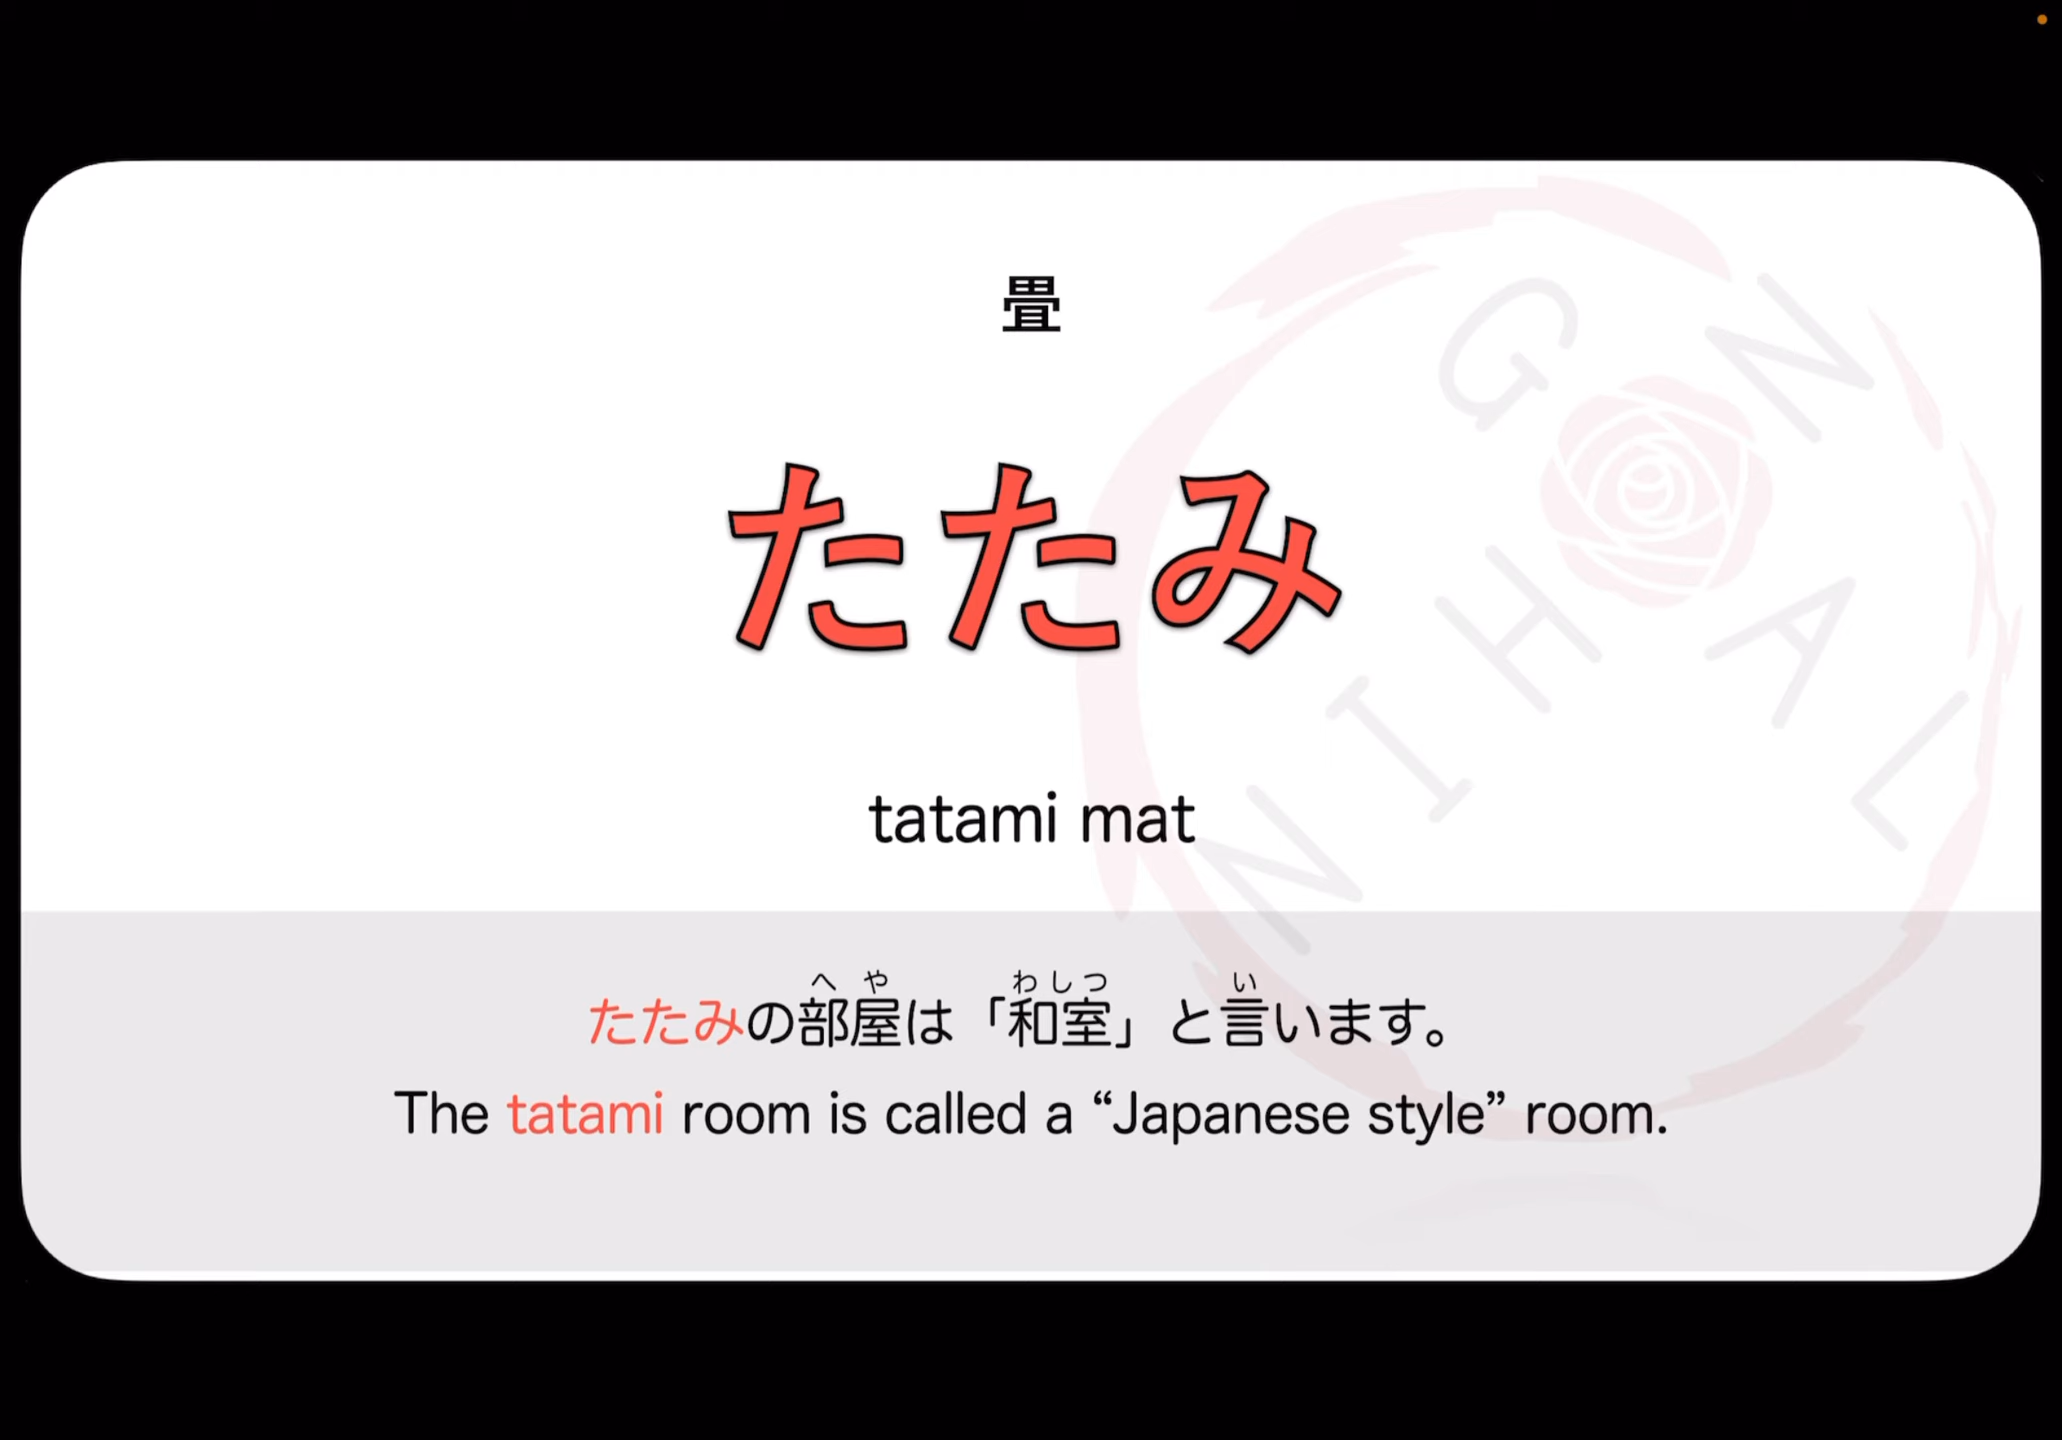 畳
たたみ
tatami mat
たたみの部屋は「和室」と言います。
へや わしつ い
The tatami room is called a “Japanese style” room.
NIHONGO